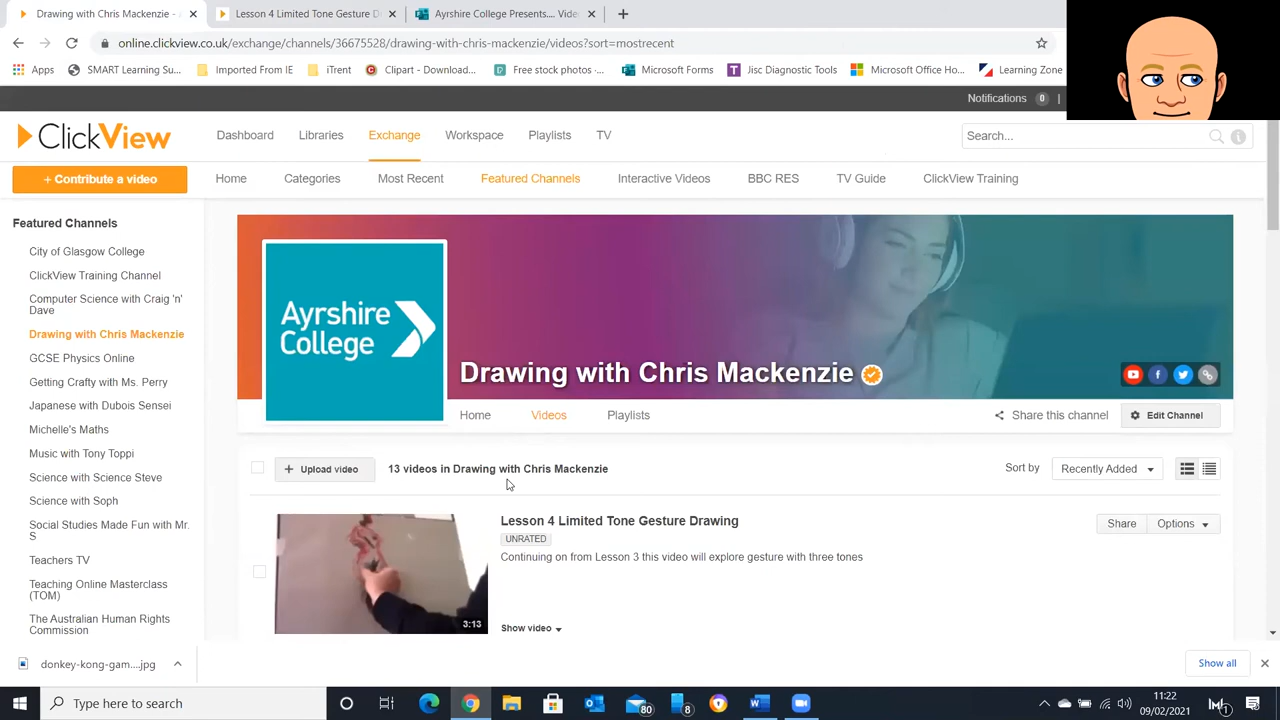 Drawing with Chris Mackenzie -
Lesson 4 Limited Tone Gesture D
Ayrshire College Presents.... Vide
online.clickview.co.uk/exchange/channels/36675528/drawing-with-chris-mackenzie/videos?sort=mostrecent
Apps
SMART Learning Su...
Imported From IE
iTrent
Clipart - Download...
Free stock photos -...
Microsoft Forms
Jisc Diagnostic Tools
Microsoft Office Ho...
Learning Zone
Notifications 0 |
ClickView
Dashboard
Libraries
Exchange
Workspace
Playlists
TV
Search...
+ Contribute a video
Home
Categories
Most Recent
Featured Channels
Interactive Videos
BBC RES
TV Guide
ClickView Training
Featured Channels
City of Glasgow College
ClickView Training Channel
Computer Science with Craig 'n'
Dave
Drawing with Chris Mackenzie
GCSE Physics Online
Getting Crafty with Ms. Perry
Japanese with Dubois Sensei
Michelle's Maths
Music with Tony Toppi
Science with Science Steve
Science with Soph
Social Studies Made Fun with Mr.
S
Teachers TV
Teaching Online Masterclass
(TOM)
The Australian Human Rights
Commission
Ayrshire
College
Drawing with Chris Mackenzie
Home
Videos
Playlists
Share this channel
Edit Channel
+ Upload video
13 videos in Drawing with Chris Mackenzie
Sort by
Recently Added
Lesson 4 Limited Tone Gesture Drawing
UNRATED
Continuing on from Lesson 3 this video will explore gesture with three tones
Share
Options
3:13
Show video
donkey-kong-gam....jpg
Show all
Type here to search
80
8
11:22
09/02/2021
1